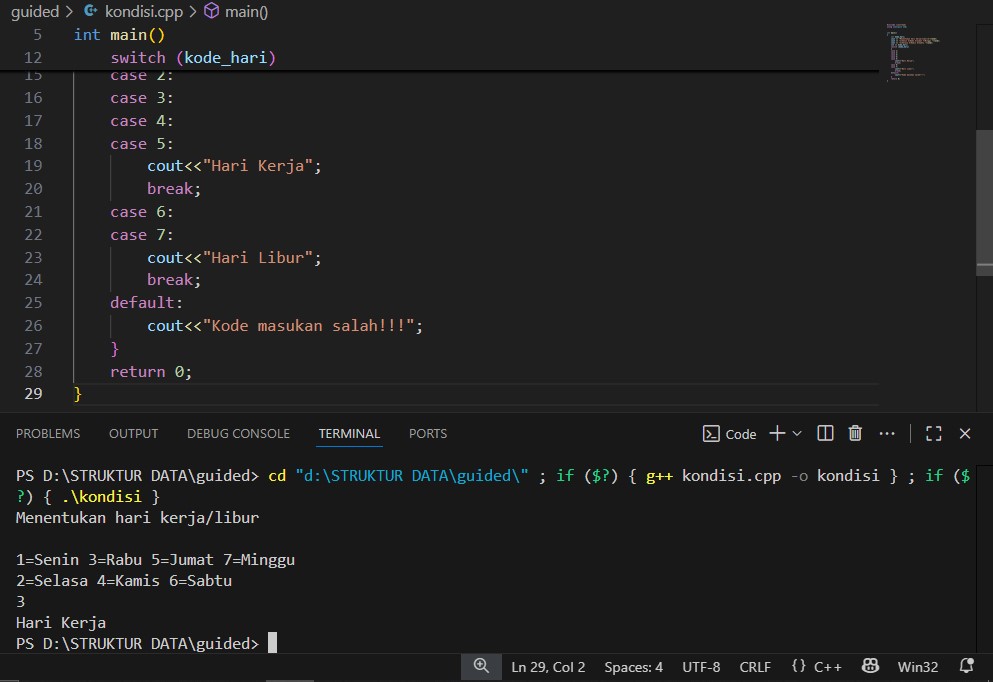 guided > kondisi.cpp > main()
5 int main()
12 switch (kode_hari)
15 case 2:
16 case 3:
17 case 4:
18 case 5:
19 cout<<"Hari Kerja";
20 break;
21 case 6:
22 case 7:
23 cout<<"Hari Libur";
24 break;
25 default:
26 cout<<"Kode masukan salah!!!";
27 }
28 return 0;
29 }
PROBLEMS OUTPUT DEBUG CONSOLE TERMINAL PORTS Code
PS D:\STRUKTUR DATA\guided> cd "d:\STRUKTUR DATA\guided\" ; if ($?) { g++ kondisi.cpp -o kondisi } ; if ($
?) { .\kondisi }
Menentukan hari kerja/libur
1=Senin 3=Rabu 5=Jumat 7=Minggu
2=Selasa 4=Kamis 6=Sabtu
3
Hari Kerja
PS D:\STRUKTUR DATA\guided>
Ln 29, Col 2 Spaces: 4 UTF-8 CRLF {} C++ Win32